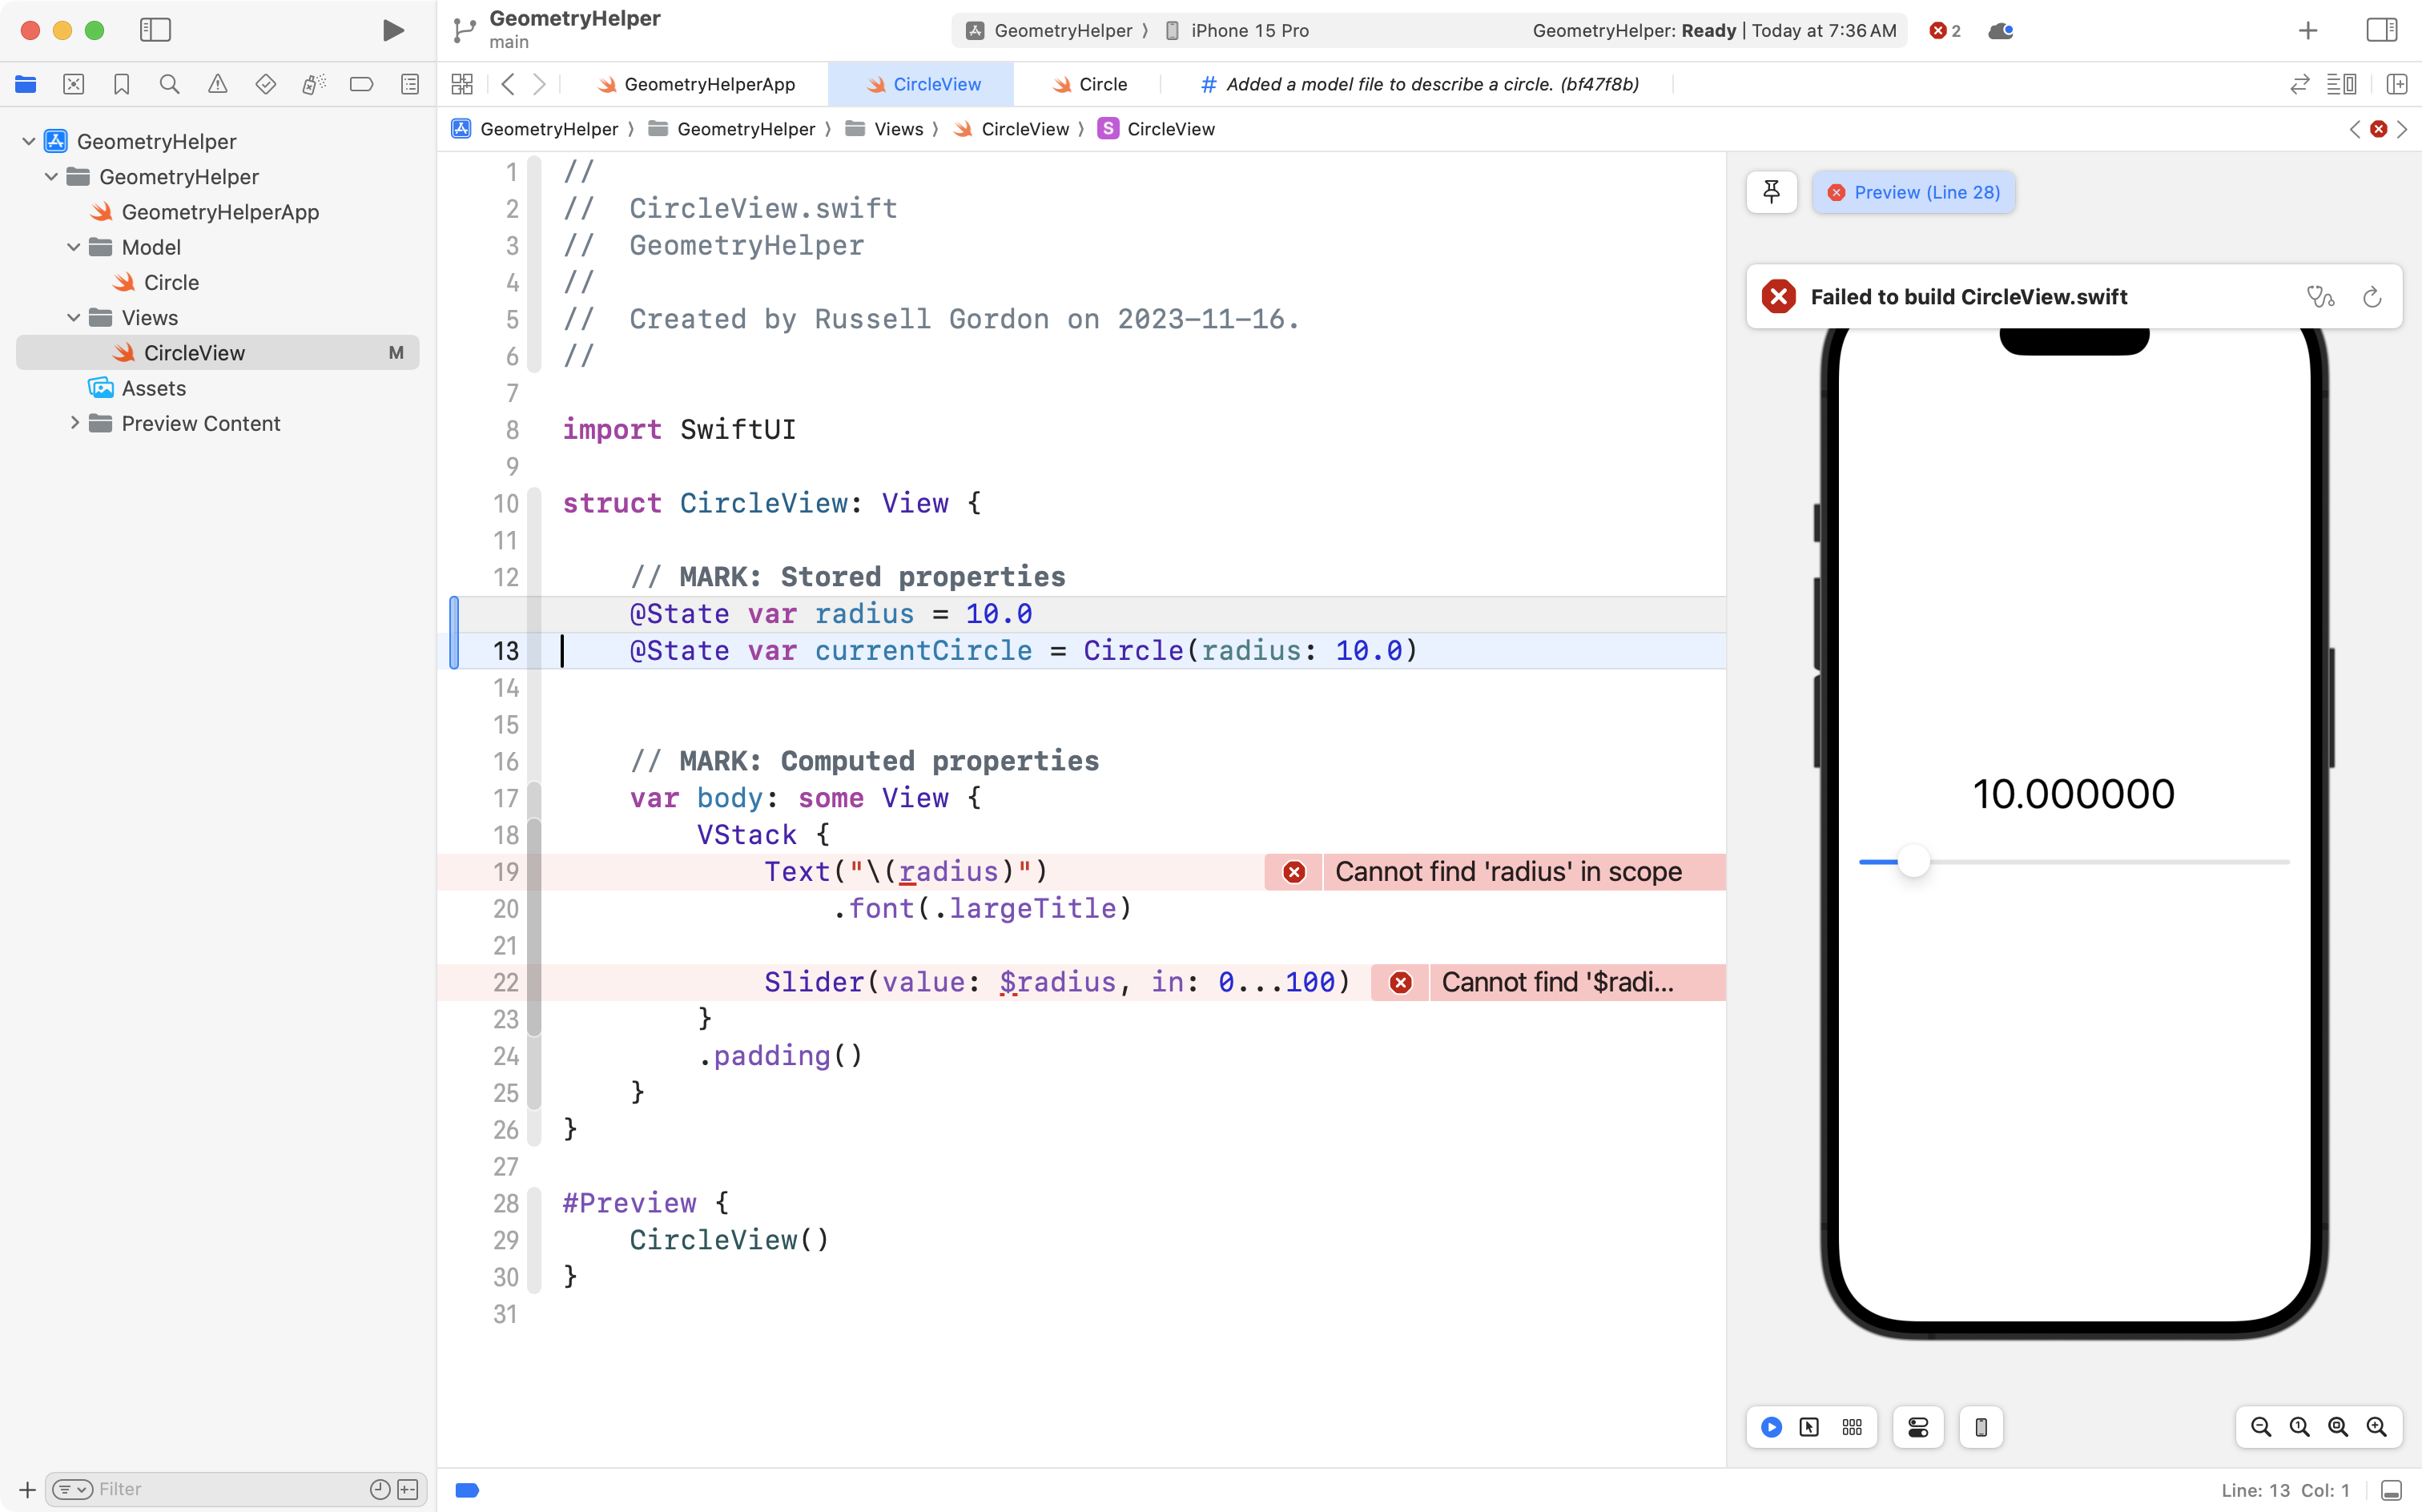 GeometryHelper
main
GeometryHelper ⟩ iPhone 15 Pro
GeometryHelper: Ready | Today at 7:36 AM
2
GeometryHelperApp
CircleView
Circle
# Added a model file to describe a circle. (bf47f8b)
GeometryHelper ⟩ GeometryHelper ⟩ Views ⟩ CircleView ⟩ S CircleView
GeometryHelper
GeometryHelper
GeometryHelperApp
Model
Circle
Views
CircleView M
Assets
Preview Content
Filter
1 //
2 //  CircleView.swift
3 //  GeometryHelper
4 //
5 //  Created by Russell Gordon on 2023-11-16.
6 //
7
8 import SwiftUI
9
10 struct CircleView: View {
11
12     // MARK: Stored properties
    @State var radius = 10.0
13     @State var currentCircle = Circle(radius: 10.0)
14
15
16     // MARK: Computed properties
17     var body: some View {
18         VStack {
19             Text("\(radius)") Cannot find 'radius' in scope
20                 .font(.largeTitle)
21
22             Slider(value: $radius, in: 0...100) Cannot find '$radi...
23         }
24         .padding()
25     }
26 }
27
28 #Preview {
29     CircleView()
30 }
31
Preview (Line 28)
Failed to build CircleView.swift
10.000000
Line: 13 Col: 1